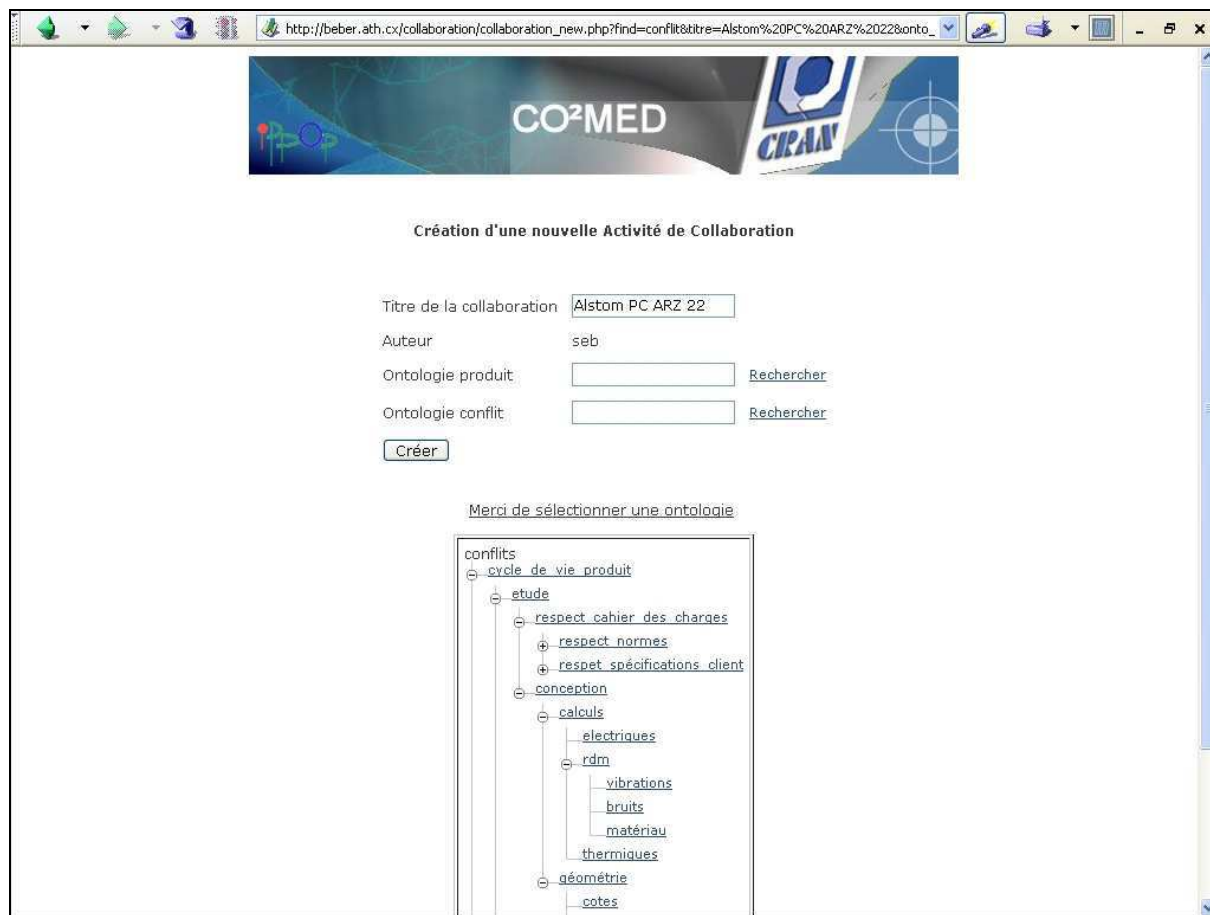 http://beber.ath.cx/collaboration/collaboration_new.php?find=conflit&titre=Alstom%20PC%20ARZ%2022&onto_
ippop
CO²MED
CRAN
Création d'une nouvelle Activité de Collaboration
Titre de la collaboration Alstom PC ARZ 22
Auteur seb
Ontologie produit Rechercher
Ontologie conflit Rechercher
Créer
Merci de sélectionner une ontologie
conflits
cycle de vie produit
etude
respect cahier des charges
respect normes
respet spécifications client
conception
calculs
electriques
rdm
vibrations
bruits
matériau
thermiques
géométrie
cotes